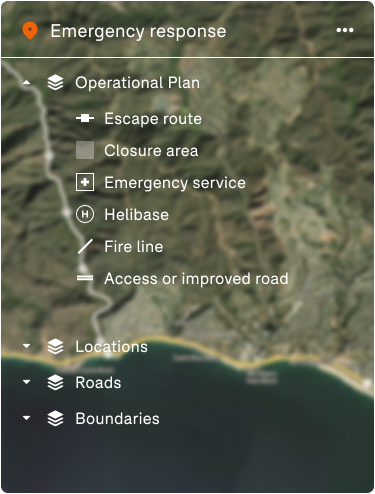 Emergency response
Operational Plan
Escape route
Closure area
Emergency service
H Helibase
Fire line
Access or improved road
Locations
Roads
Boundaries